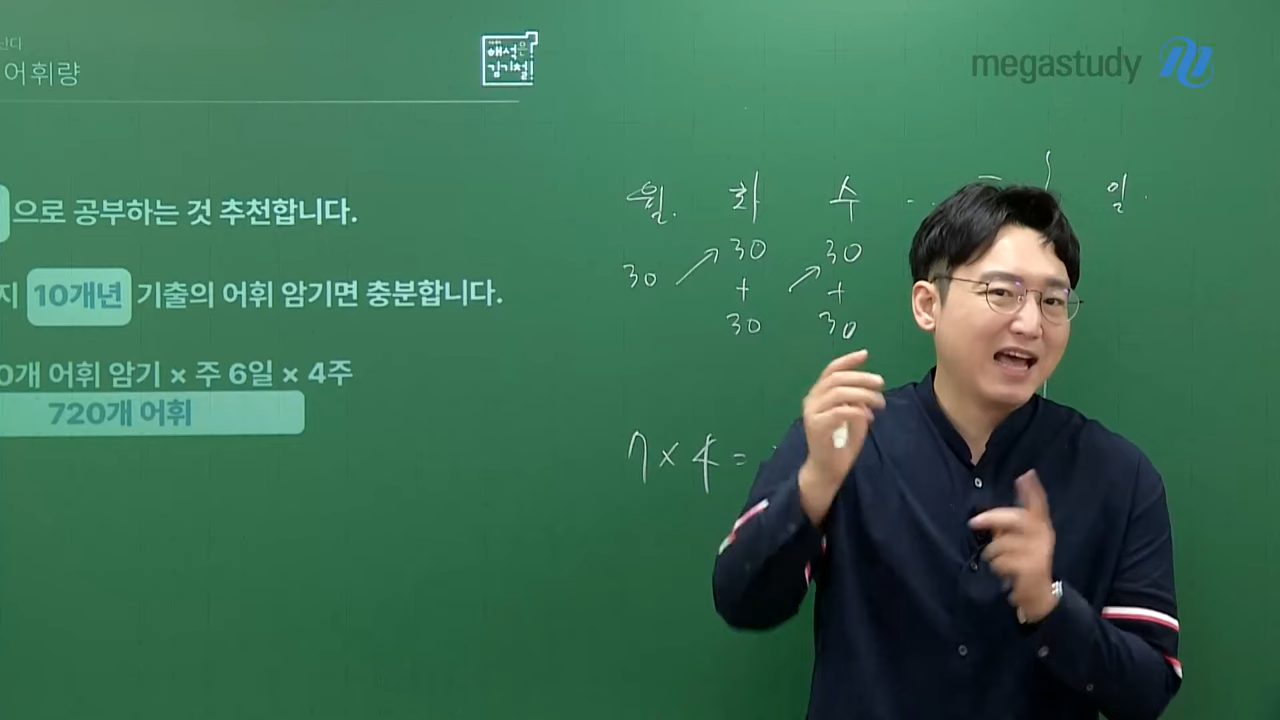 난다
어휘량
해석은!
김기철!
megastudy
으로 공부하는 것 추천합니다.
지 10개년 기출의 어휘 암기면 충분합니다.
0개 어휘 암기 × 주 6일 × 4주
720개 어휘
월. 화 수 ... 일.
30 30 30
+ +
30 30
7 × 4 =